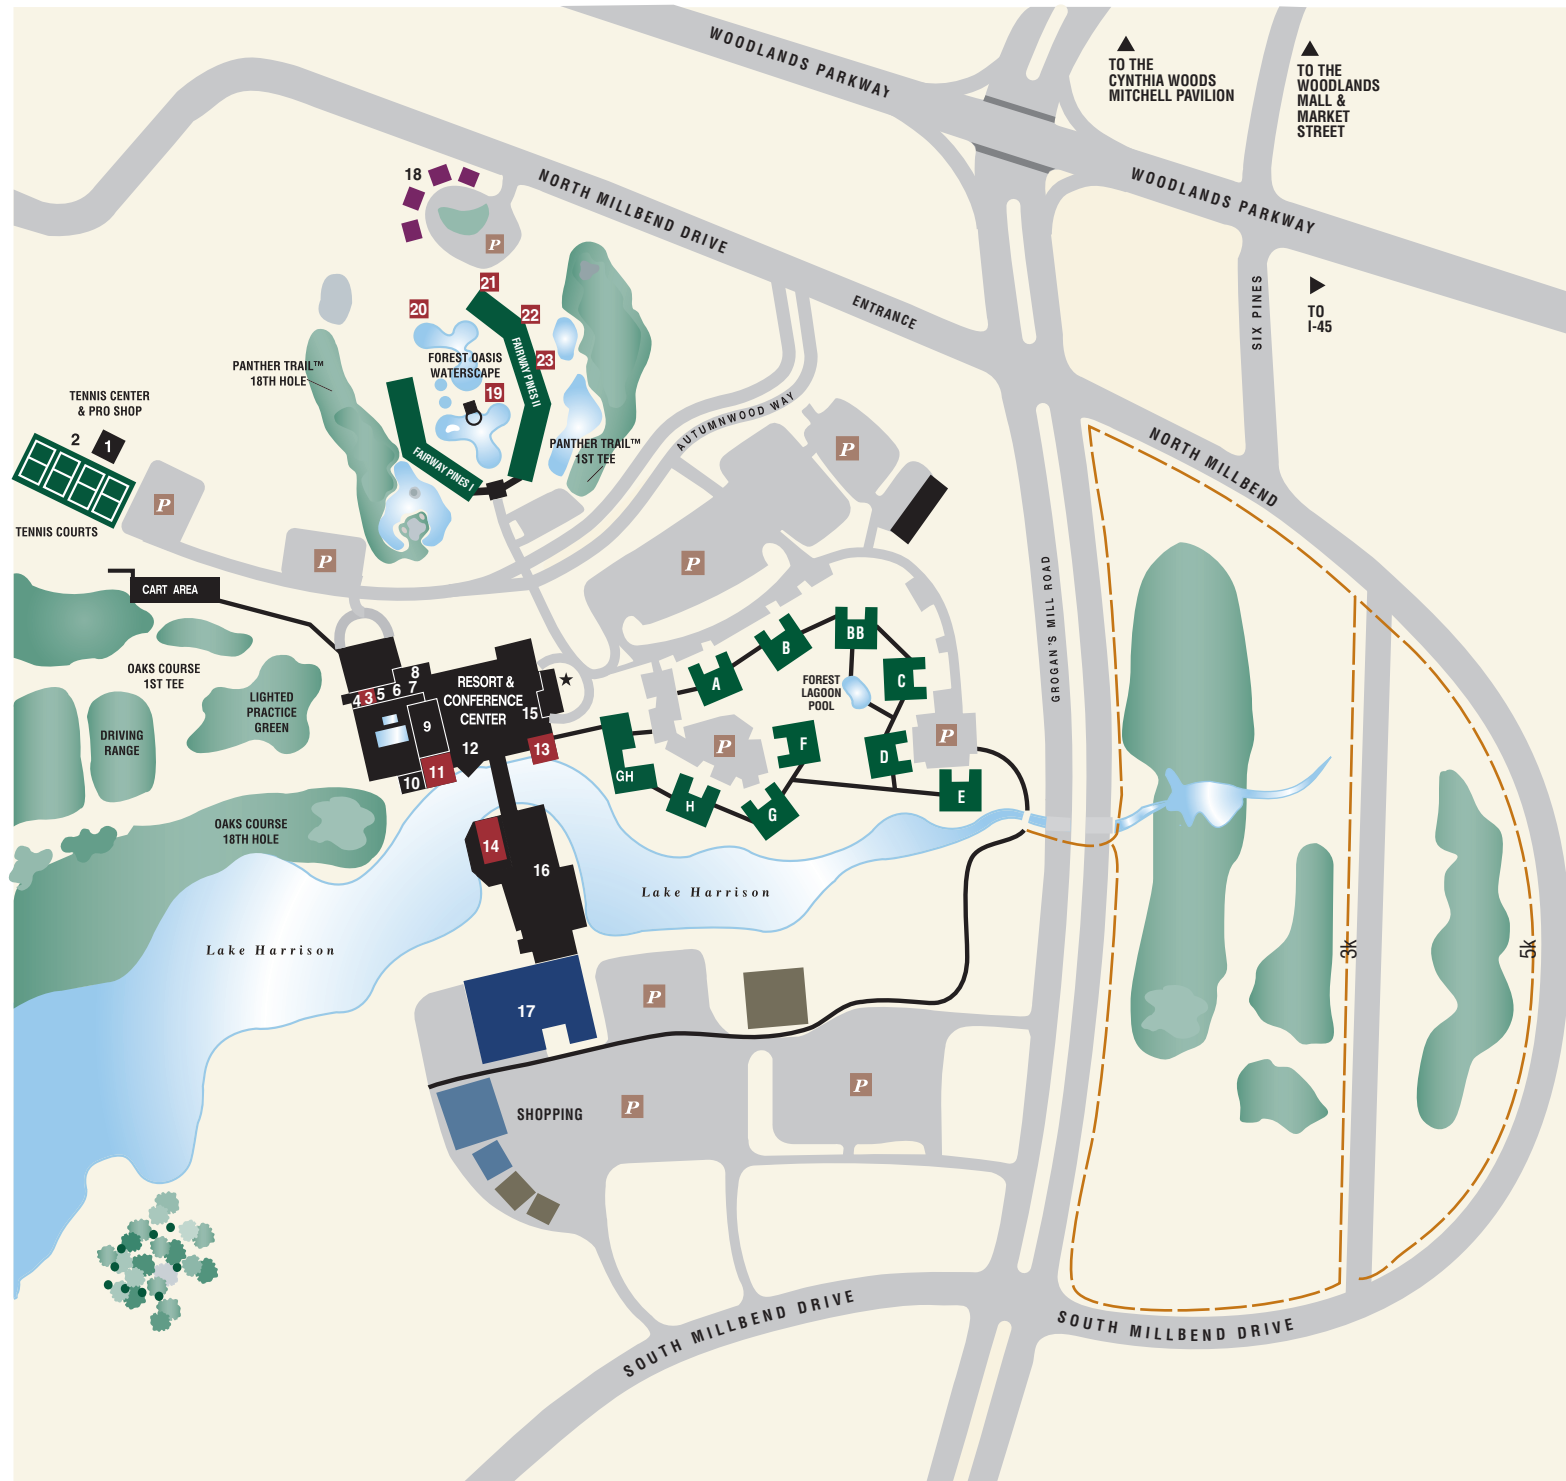 WOODLANDS PARKWAY
TO THE
CYNTHIA WOODS
MITCHELL PAVILION
TO THE
WOODLANDS
MALL &
MARKET
STREET
WOODLANDS PARKWAY
18
NORTH MILLBEND DRIVE
P
21
20
22
ENTRANCE
SIX PINES
TO
I-45
FOREST OASIS
WATERSCAPE
FAIRWAY PINES II
23
19
PANTHER TRAIL™
18TH HOLE
TENNIS CENTER
& PRO SHOP
2
1
AUTUMNWOOD WAY
PANTHER TRAIL™
1ST TEE
FAIRWAY PINES I
P
NORTH MILLBEND
P
TENNIS COURTS
P
P
CART AREA
GROGAN'S MILL ROAD
OAKS COURSE
1ST TEE
LIGHTED
PRACTICE
GREEN
DRIVING
RANGE
4
3
5
6
7
8
9
RESORT &
CONFERENCE
CENTER
15
12
13
11
10
A
B
BB
C
FOREST
LAGOON
POOL
P
F
D
P
E
GH
H
G
OAKS COURSE
18TH HOLE
14
16
Lake Harrison
Lake Harrison
3k
5k
17
P
SHOPPING
P
P
SOUTH MILLBEND DRIVE
SOUTH MILLBEND DRIVE